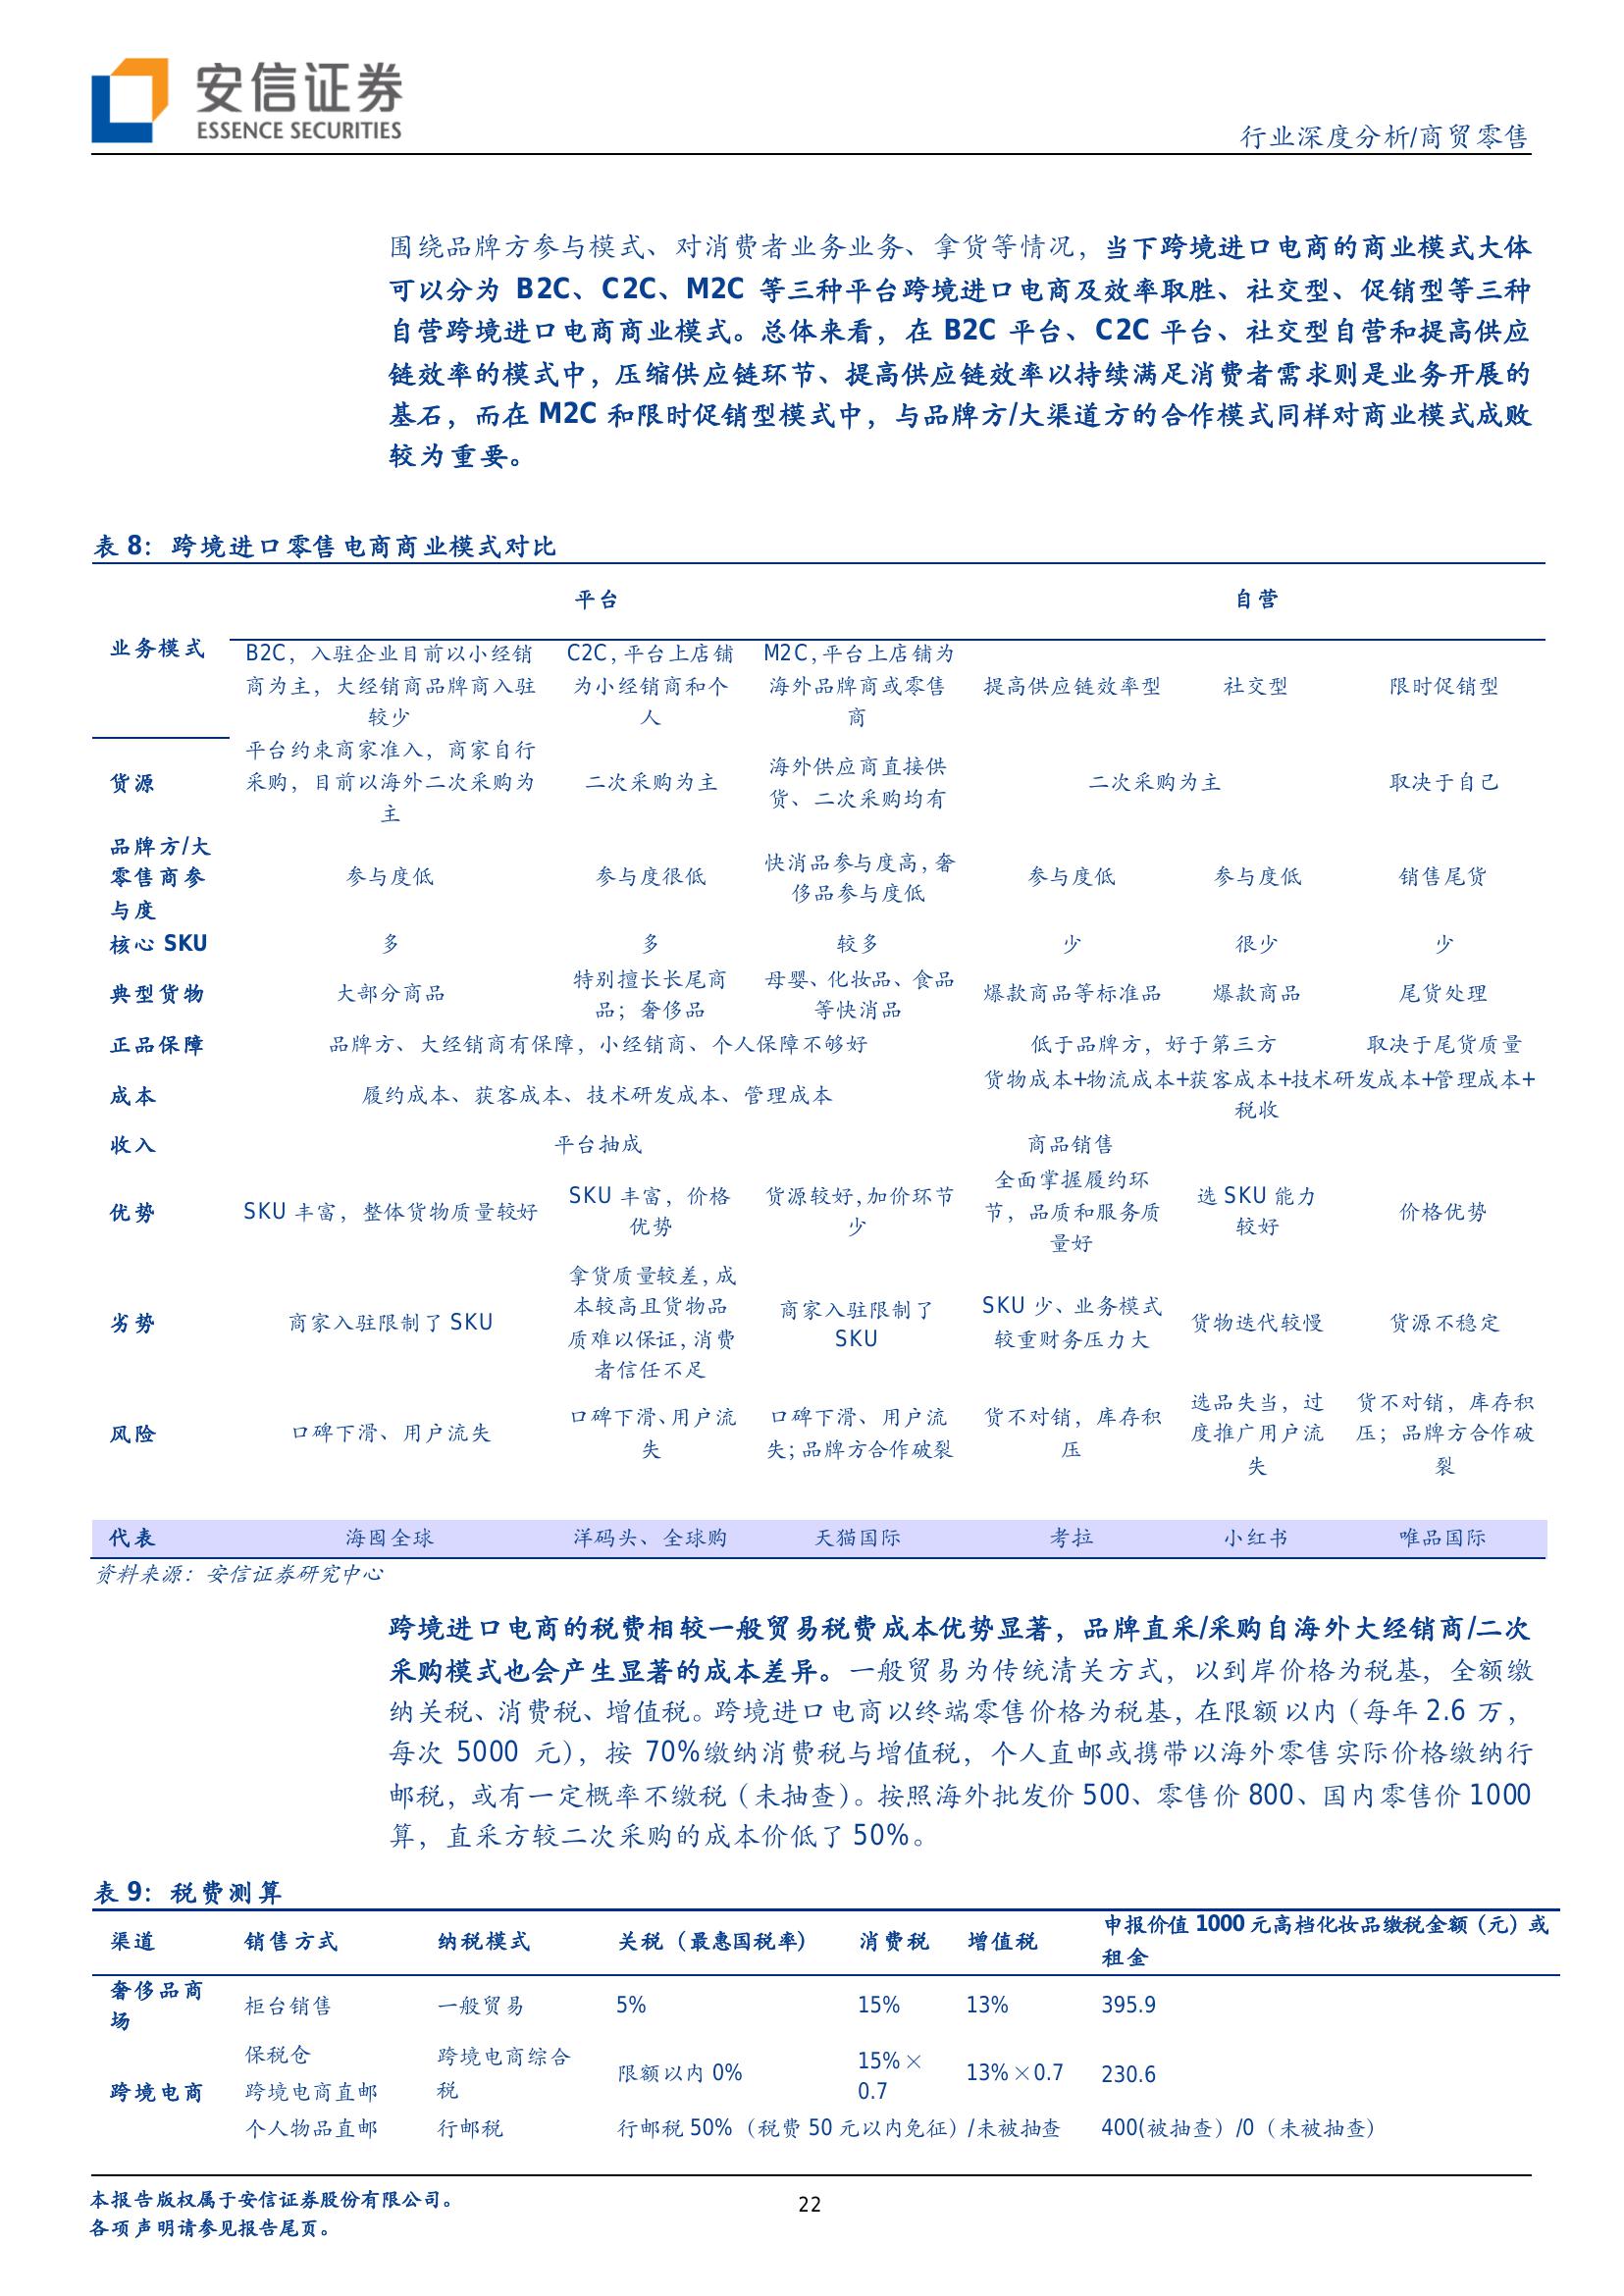 安信证券
ESSENCE SECURITIES
行业深度分析/商贸零售
围绕品牌方参与模式、对消费者业务业务、拿货等情况，当下跨境进口电商的商业模式大体
可以分为 B2C、C2C、M2C 等三种平台跨境进口电商及效率取胜、社交型、促销型等三种
自营跨境进口电商商业模式。总体来看，在 B2C 平台、C2C 平台、社交型自营和提高供应
链效率的模式中，压缩供应链环节、提高供应链效率以持续满足消费者需求则是业务开展的
基石，而在 M2C 和限时促销型模式中，与品牌方/大渠道方的合作模式同样对商业模式成败
较为重要。
表 8：跨境进口零售电商商业模式对比
业务模式
平台
自营
B2C，入驻企业目前以小经销
商为主，大经销商品牌商入驻
较少
C2C，平台上店铺
为小经销商和个
人
M2C，平台上店铺为
海外品牌商或零售
商
提高供应链效率型
社交型
限时促销型
货源
平台约束商家准入，商家自行
采购，目前以海外二次采购为
主
二次采购为主
海外供应商直接供
货、二次采购均有
二次采购为主
取决于自己
品牌方/大
零售商参
与度
参与度低
参与度很低
快消品参与度高，奢
侈品参与度低
参与度低
参与度低
销售尾货
核心 SKU
多
多
较多
少
很少
少
典型货物
大部分商品
特别擅长长尾商
品；奢侈品
母婴、化妆品、食品
等快消品
爆款商品等标准品
爆款商品
尾货处理
正品保障
品牌方、大经销商有保障，小经销商、个人保障不够好
低于品牌方，好于第三方
取决于尾货质量
成本
履约成本、获客成本、技术研发成本、管理成本
货物成本+物流成本+获客成本+技术研发成本+管理成本+
税收
收入
平台抽成
商品销售
优势
SKU 丰富，整体货物质量较好
SKU 丰富，价格
优势
货源较好，加价环节
少
全面掌握履约环
节，品质和服务质
量好
选 SKU 能力
较好
价格优势
劣势
商家入驻限制了 SKU
拿货质量较差，成
本较高且货物品
质难以保证，消费
者信任不足
商家入驻限制了
SKU
SKU 少、业务模式
较重财务压力大
货物迭代较慢
货源不稳定
风险
口碑下滑、用户流失
口碑下滑、用户流
失
口碑下滑、用户流
失；品牌方合作破裂
货不对销，库存积
压
选品失当，过
度推广用户流
失
货不对销，库存积
压；品牌方合作破
裂
代表
海囤全球
洋码头、全球购
天猫国际
考拉
小红书
唯品国际
资料来源：安信证券研究中心
跨境进口电商的税费相较一般贸易税费成本优势显著，品牌直采/采购自海外大经销商/二次
采购模式也会产生显著的成本差异。一般贸易为传统清关方式，以到岸价格为税基，全额缴
纳关税、消费税、增值税。跨境进口电商以终端零售价格为税基，在限额以内（每年 2.6 万，
每次 5000 元），按 70%缴纳消费税与增值税，个人直邮或携带以海外零售实际价格缴纳行
邮税，或有一定概率不缴税（未抽查）。按照海外批发价 500、零售价 800、国内零售价 1000
算，直采方较二次采购的成本价低了 50%。
表 9：税费测算
渠道
销售方式
纳税模式
关税（最惠国税率）
消费税
增值税
申报价值 1000 元高档化妆品缴税金额（元）或
租金
奢侈品商
场
柜台销售
一般贸易
5%
15%
13%
395.9
跨境电商
保税仓
跨境电商直邮
跨境电商综合
税
限额以内 0%
15%×
0.7
13%×0.7
230.6
个人物品直邮
行邮税
行邮税 50%（税费 50 元以内免征）/未被抽查
400(被抽查）/0（未被抽查）
本报告版权属于安信证券股份有限公司。
各项声明请参见报告尾页。
22